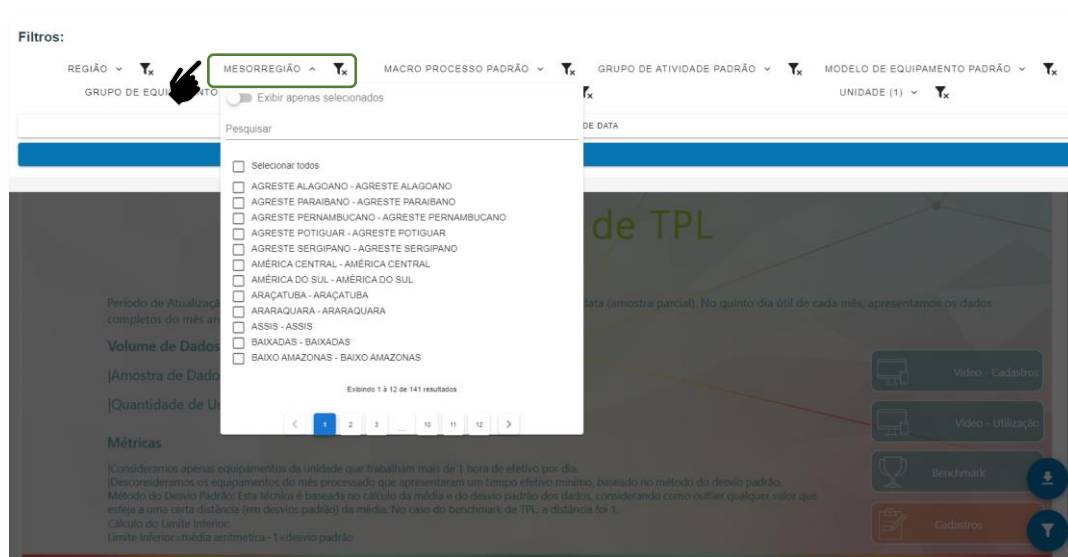 Filtros:
REGIÃO MESORREGIÃO MACRO PROCESSO PADRÃO GRUPO DE ATIVIDADE PADRÃO MODELO DE EQUIPAMENTO PADRÃO
GRUPO DE UNIDADE (1)
Exibir apenas selecionados
Pesquisar
DE DATA
Selecionar todos
AGRESTE ALAGOANO - AGRESTE ALAGOANO
AGRESTE PARAIBANO - AGRESTE PARAIBANO
AGRESTE PERNAMBUCANO - AGRESTE PERNAMBUCANO
AGRESTE POTIGUAR - AGRESTE POTIGUAR
AGRESTE SERGIPANO - AGRESTE SERGIPANO
AMÉRICA CENTRAL - AMÉRICA CENTRAL
AMÉRICA DO SUL - AMÉRICA DO SUL
ARAÇATUBA - ARAÇATUBA
ARARAQUARA - ARARAQUARA
ASSIS - ASSIS
BAIXADAS - BAIXADAS
BAIXO AMAZONAS - BAIXO AMAZONAS
Exibindo 1 à 12 de 141 resultados
< 1 2 3 ... 10 11 12 >
de TPL
Período de data (amostra parcial). No quinto dia útil de cada mês, apresentamos os dados
completos do mês
Volume de Dados
|Amostra de
|Quantidade de
Métricas
|Consideramos apenas equipamentos da unidade que trabalham mais de 1 hora de efetivo por dia.
|Desconsideramos os equipamentos do mês processado que apresentaram um tempo efetivo mínimo, baseado no método do desvio padrão.
Método do Desvio Padrão: Esta técnica é baseada no cálculo da média e do desvio padrão dos dados, considerando como outlier qualquer valor que
esteja a uma certa distância (em desvios padrão) da média. No caso do benchmark de TPL, a distância foi 1.
Cálculo do Limite Inferior:
Limite Inferior=média aritmetica-1×desvio padrão
Vídeo - Cadastros
Vídeo - Utilização
Benchmark
Cadastros